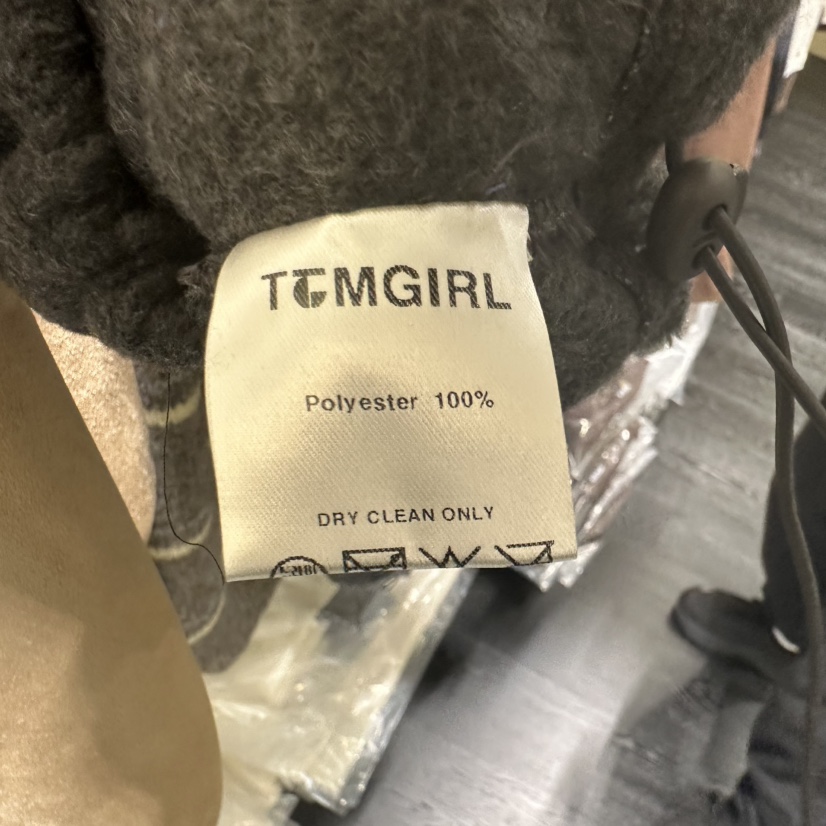 TGMGIRL
Polyester 100%
DRY CLEAN ONLY